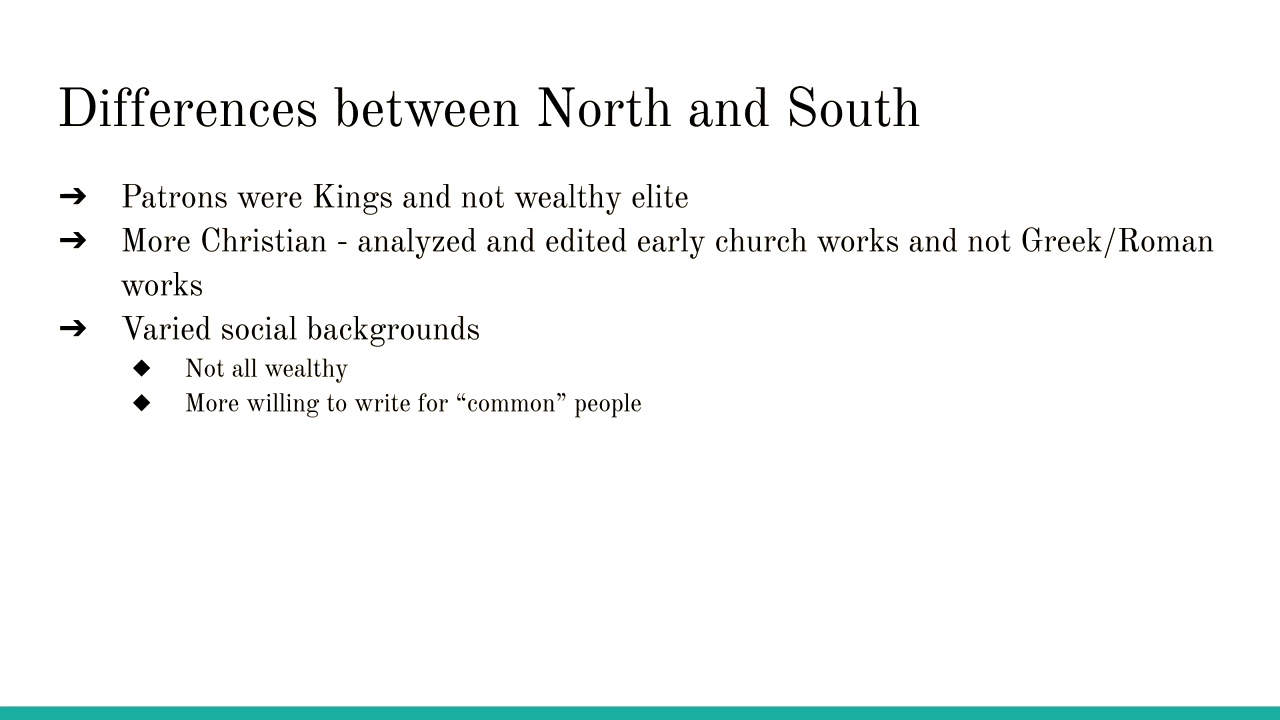 Differences between North and South
➔ Patrons were Kings and not wealthy elite
➔ More Christian - analyzed and edited early church works and not Greek/Roman
works
➔ Varied social backgrounds
◆ Not all wealthy
◆ More willing to write for “common” people